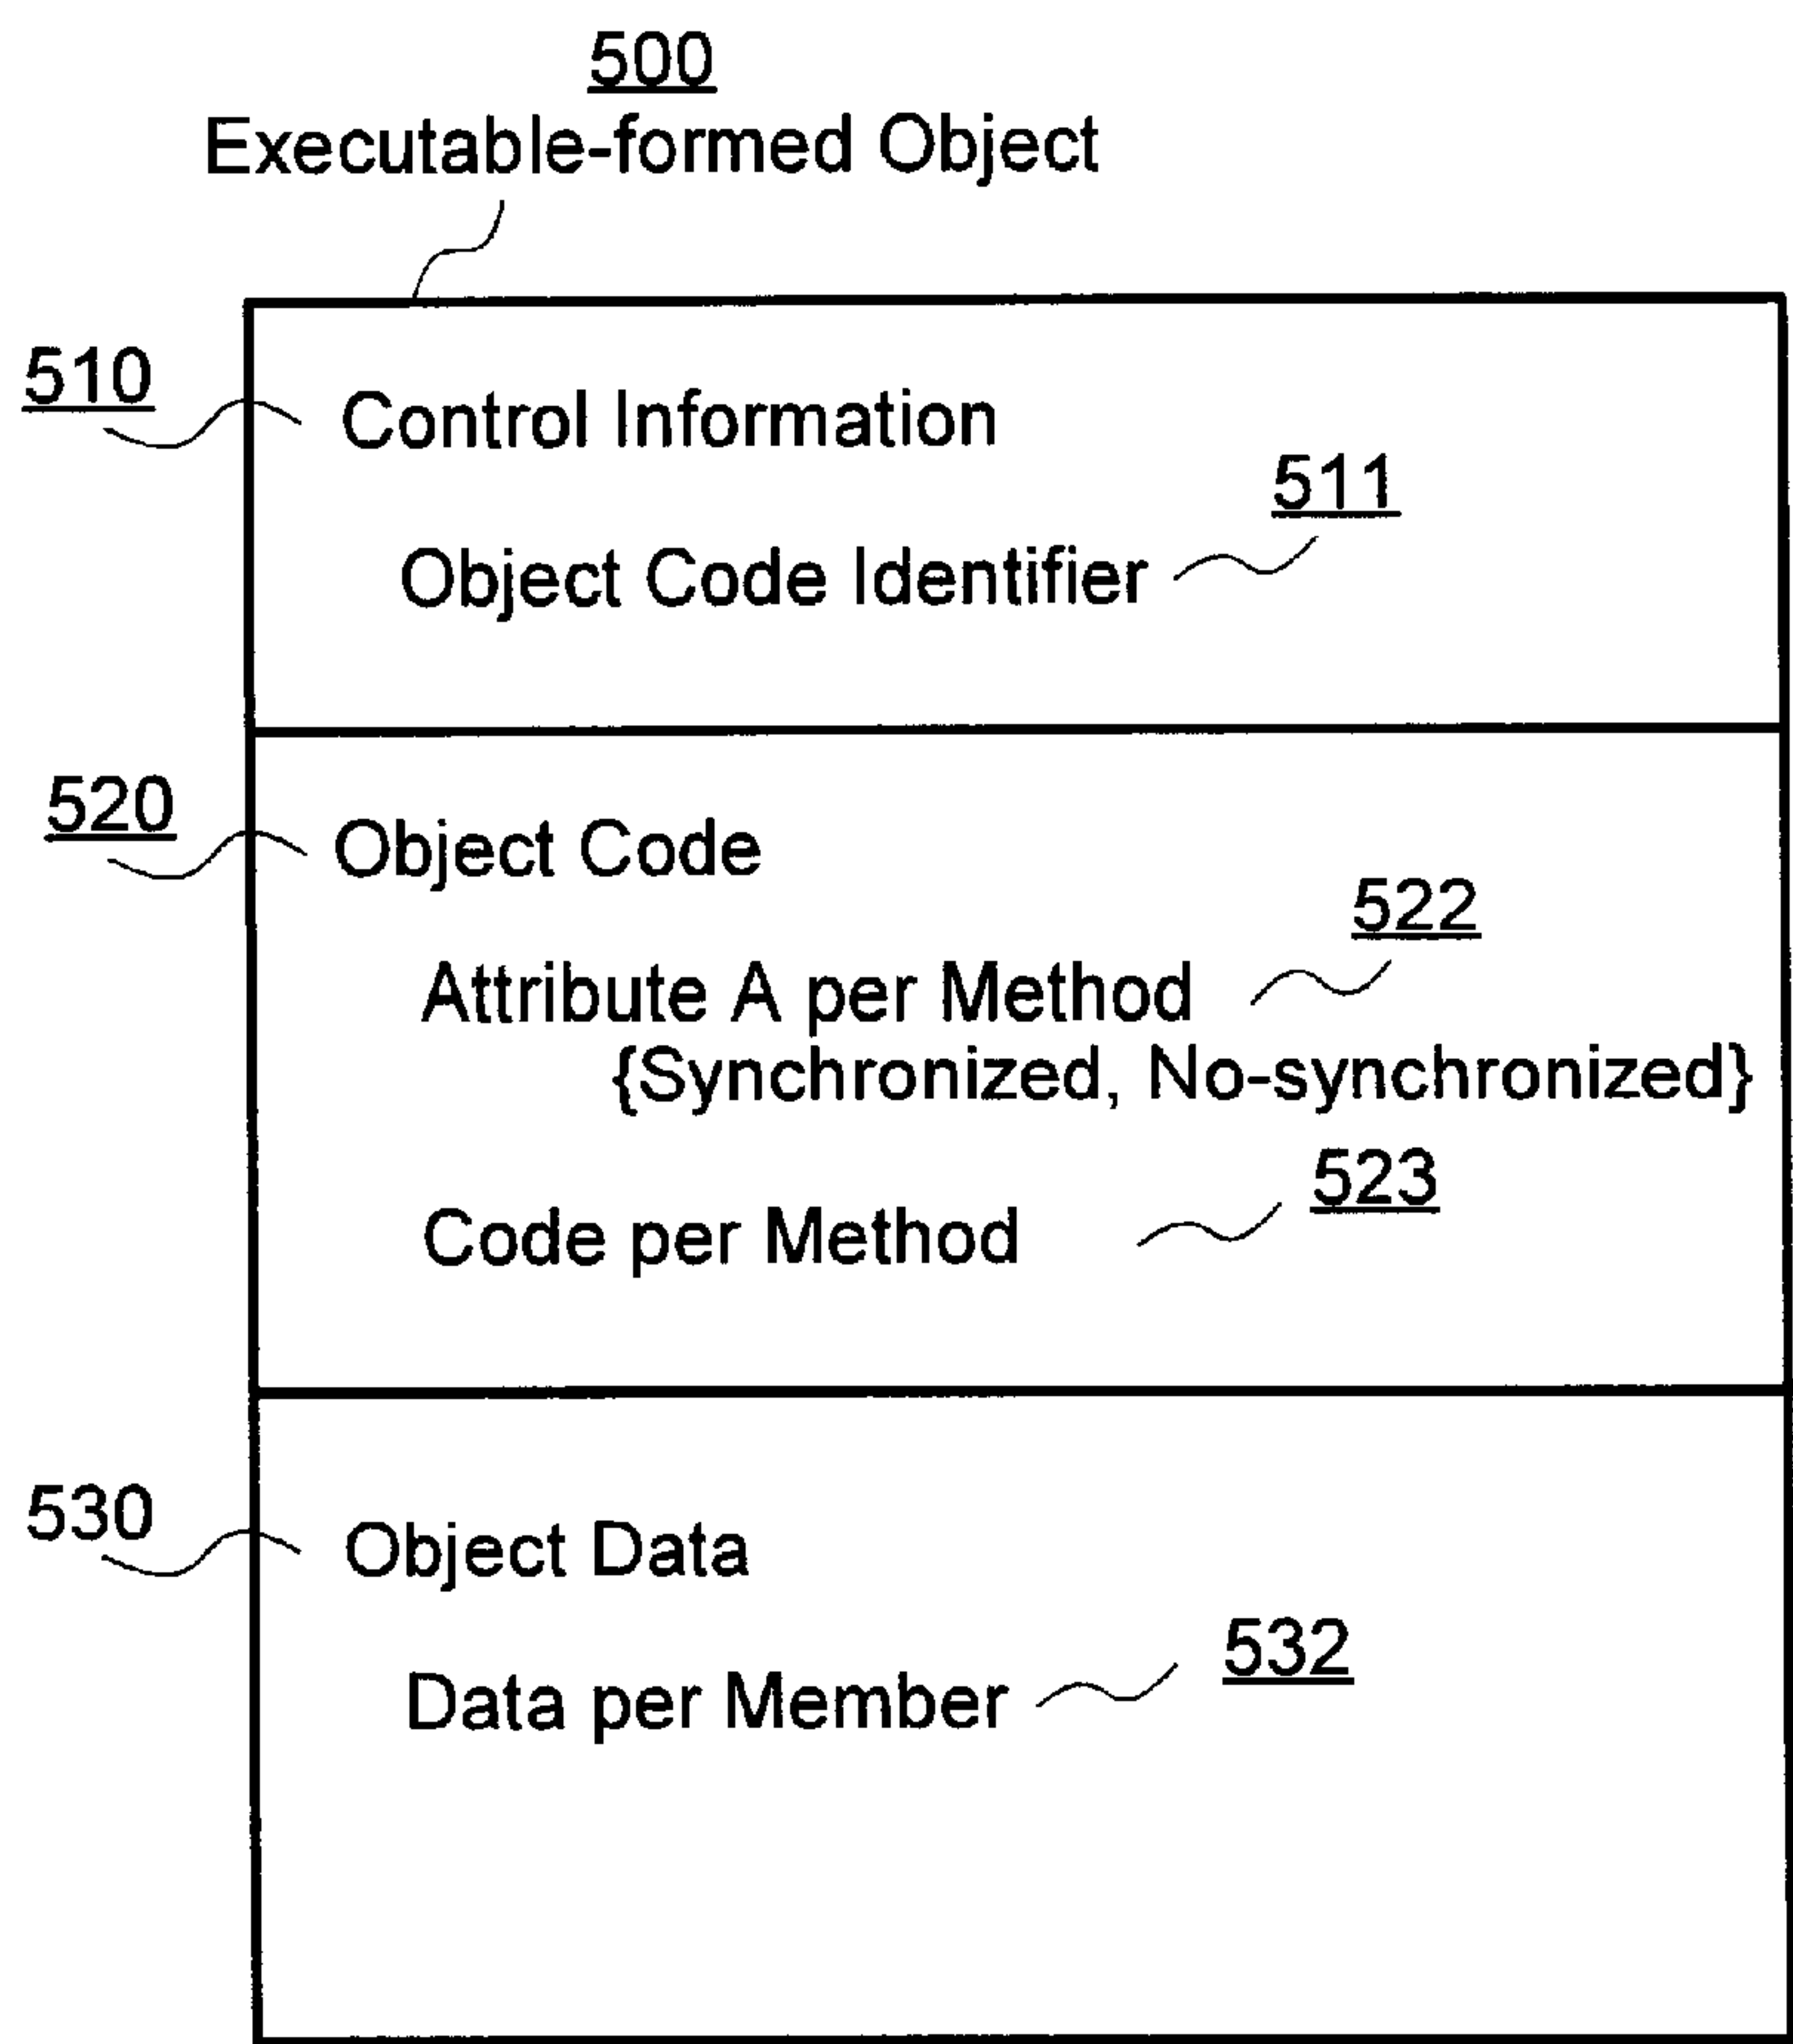 500
Executable-formed Object
510
Control Information
511
Object Code Identifier
520
Object Code
522
Attribute A per Method
{Synchronized, No-synchronized}
523
Code per Method
530
Object Data
532
Data per Member